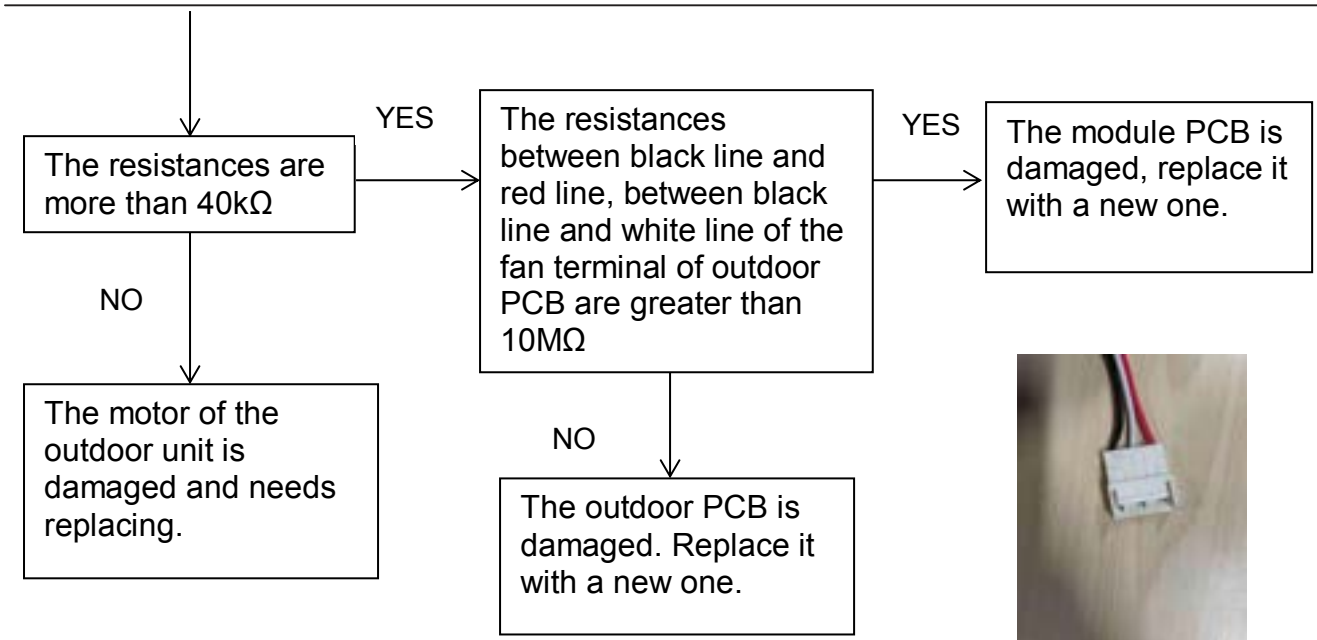 The resistances are
more than 40kΩ
YES
The resistances
between black line and
red line, between black
line and white line of the
fan terminal of outdoor
PCB are greater than
10MΩ
YES
The module PCB is
damaged, replace it
with a new one.
NO
The motor of the
outdoor unit is
damaged and needs
replacing.
NO
The outdoor PCB is
damaged. Replace it
with a new one.